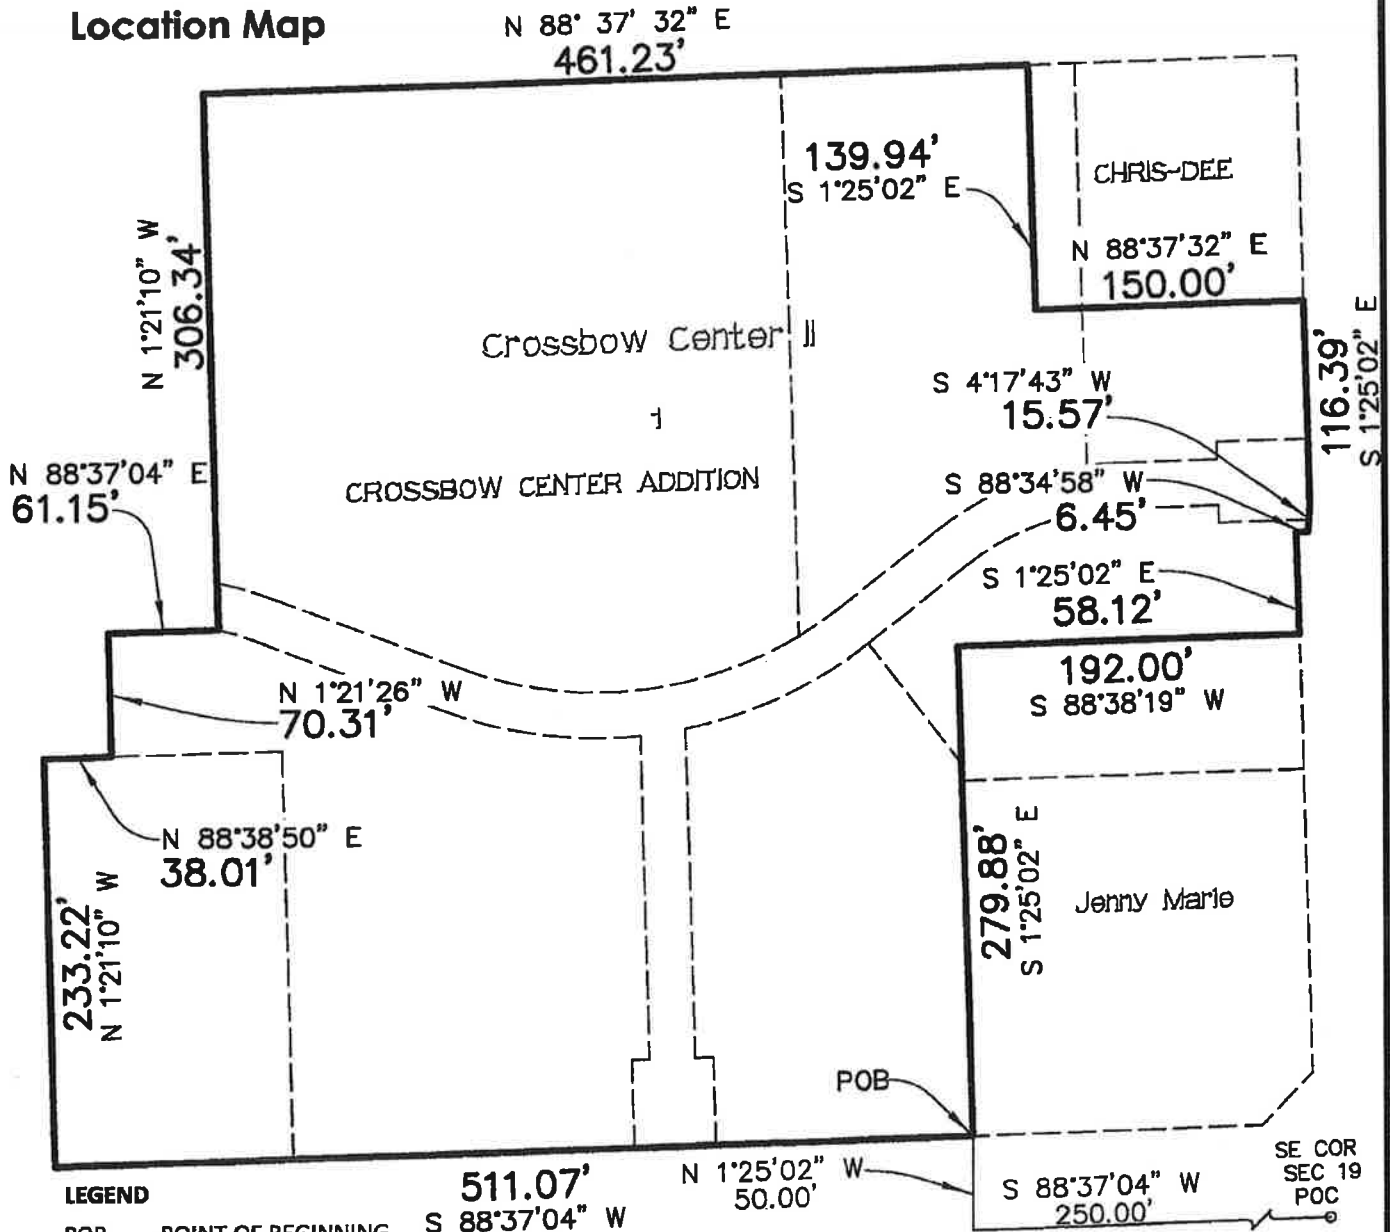 Location Map
N 88° 37' 32" E
461.23'
139.94'
S 1°25'02" E
CHRIS-DEE
N 88°37'32" E
150.00'
N 1°21'10" W
306.34'
Crossbow Center II
1
CROSSBOW CENTER ADDITION
S 4°17'43" W
15.57'
116.39'
S 1°25'02" E
N 88°37'04" E
61.15'
S 88°34'58" W
6.45'
S 1°25'02" E
58.12'
192.00'
S 88°38'19" W
N 1°21'26" W
70.31'
N 88°38'50" E
38.01'
233.22'
N 1°21'10" W
279.88'
S 1°25'02" E
Jenny Marie
POB
SE COR
SEC 19
POC
LEGEND
511.07'
S 88°37'04" W
N 1°25'02" W
50.00'
S 88°37'04" W
250.00'
POB POINT OF BEGINNING